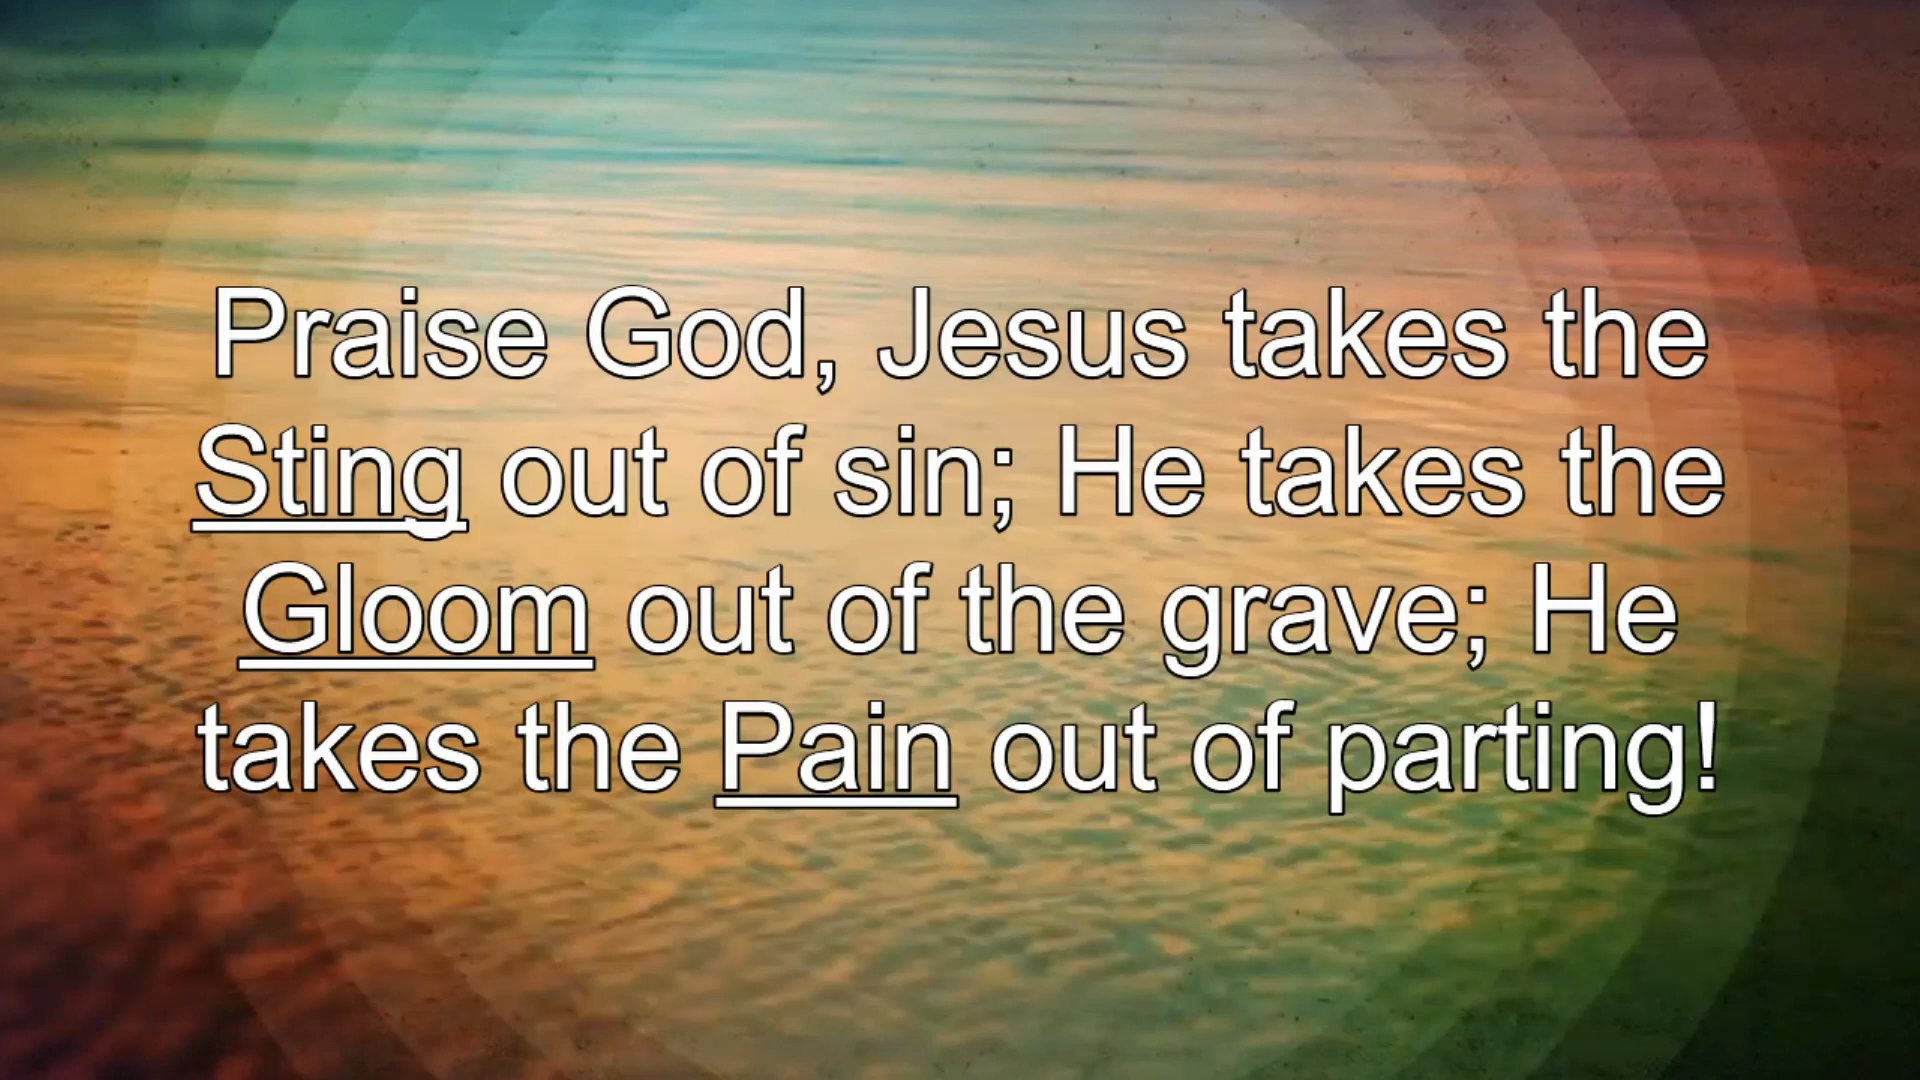 Praise God, Jesus takes the
Sting out of sin; He takes the
Gloom out of the grave; He
takes the Pain out of parting!